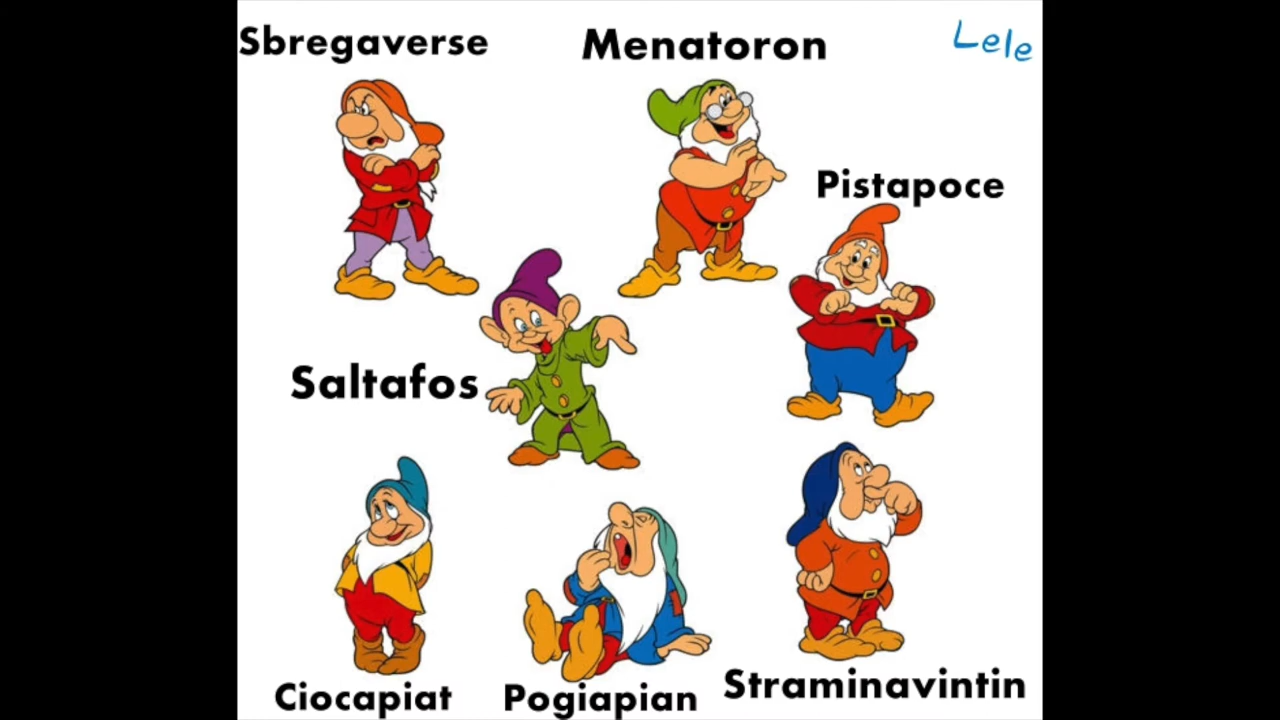 Sbregaverse
Menatoron
Lele
Pistapoce
Saltafos
Ciocapiat
Pogiapian
Straminavintin